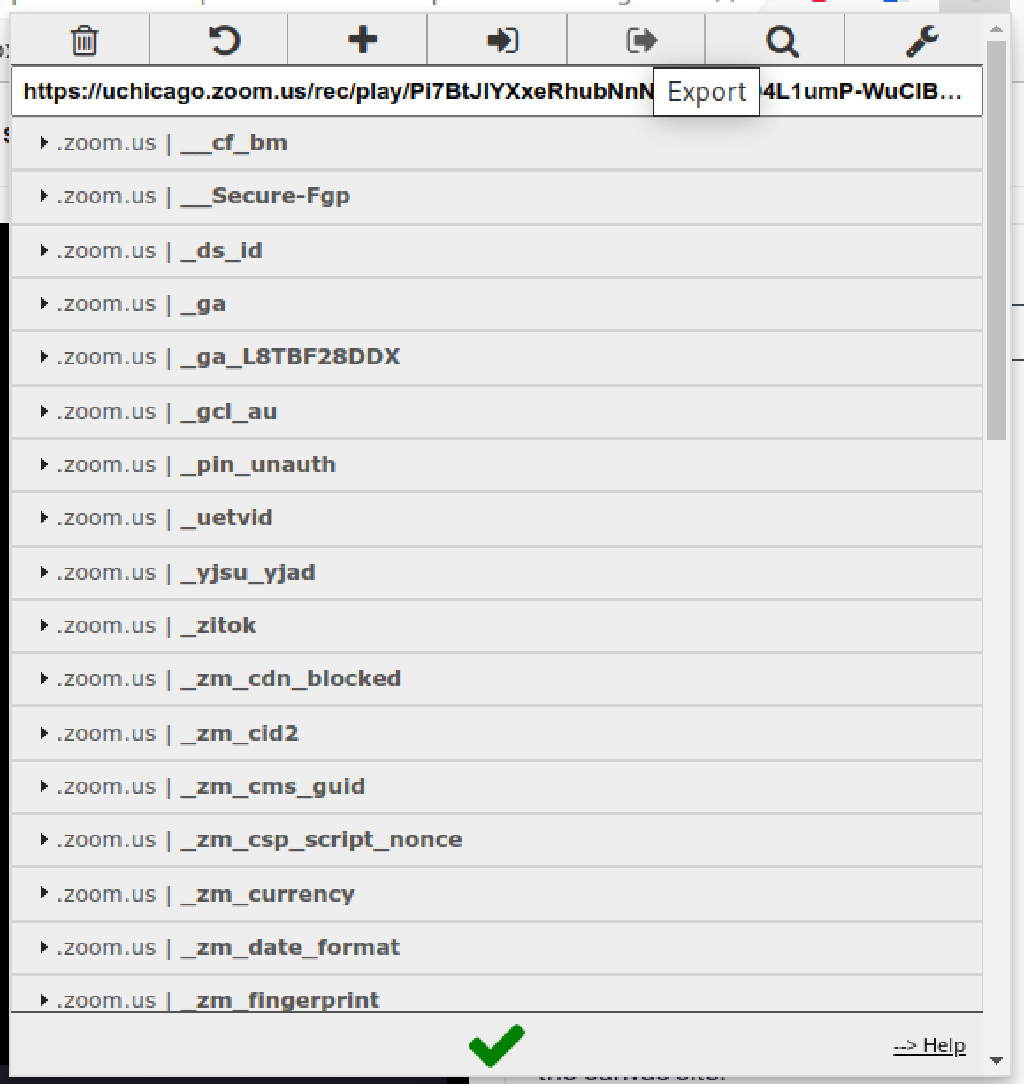 https://uchicago.zoom.us/rec/play/Pi7BtJIYXxeRhubNnN
Export
4L1umP-WuCIB...
.zoom.us | __cf_bm
.zoom.us | __Secure-Fgp
.zoom.us | _ds_id
.zoom.us | _ga
.zoom.us | _ga_L8TBF28DDX
.zoom.us | _gcl_au
.zoom.us | _pin_unauth
.zoom.us | _uetvid
.zoom.us | _yjsu_yjad
.zoom.us | _zitok
.zoom.us | _zm_cdn_blocked
.zoom.us | _zm_cid2
.zoom.us | _zm_cms_guid
.zoom.us | _zm_csp_script_nonce
.zoom.us | _zm_currency
.zoom.us | _zm_date_format
.zoom.us | _zm_fingerprint
--> Help